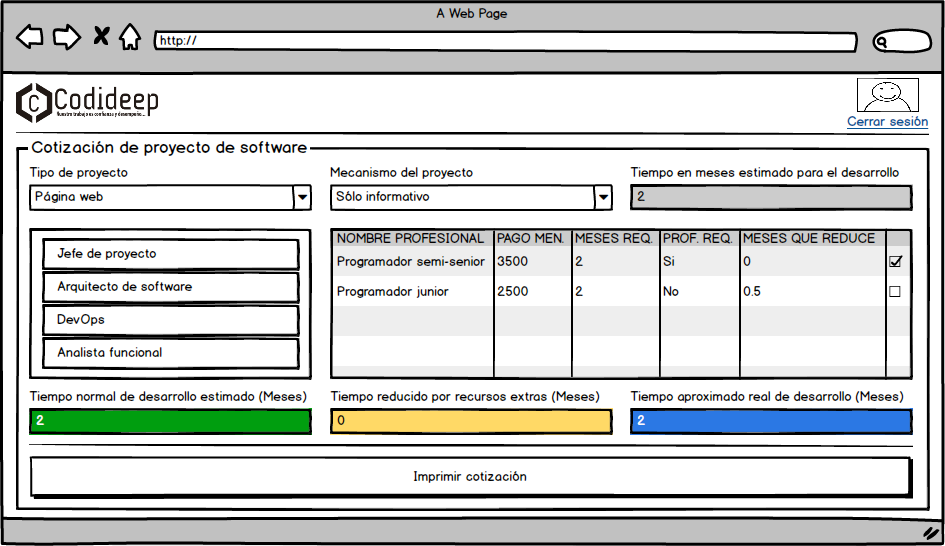 A Web Page
http://
Codideep
Nuestro trabajo es confianza y desempeño...
Cerrar sesión
Cotización de proyecto de software
Tipo de proyecto
Página web
Mecanismo del proyecto
Sólo informativo
Tiempo en meses estimado para el desarrollo
2
Jefe de proyecto
Arquitecto de software
DevOps
Analista funcional
NOMBRE PROFESIONAL PAGO MEN. MESES REQ. PROF. REQ. MESES QUE REDUCE
Programador semi-senior 3500 2 Si 0
Programador junior 2500 2 No 0.5
Tiempo normal de desarrollo estimado (Meses)
2
Tiempo reducido por recursos extras (Meses)
0
Tiempo aproximado real de desarrollo (Meses)
2
Imprimir cotización